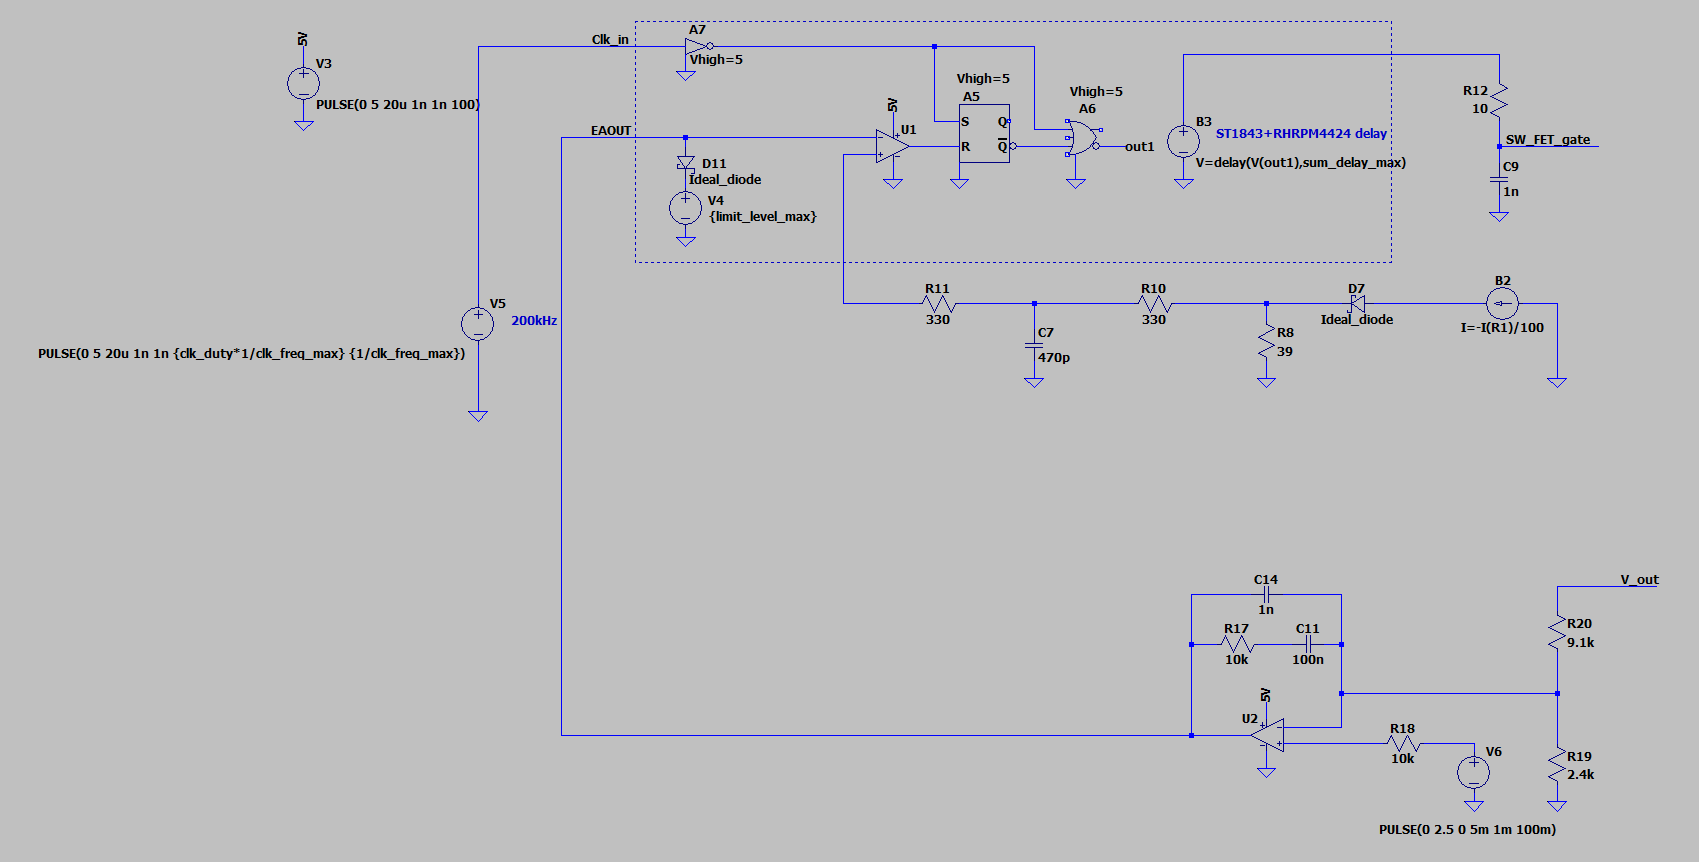 5V
V3
PULSE(0 5 20u 1n 1n 100)
Clk_in
A7
Vhigh=5
EAOUT
D11
Ideal_diode
V4
{limit_level_max}
5V
U1
Vhigh=5
A5
S
Q
R
Q
Vhigh=5
A6
out1
B3
ST1843+RHRPM4424 delay
V=delay(V(out1),sum_delay_max)
R12
10
SW_FET_gate
C9
1n
V5
200kHz
PULSE(0 5 20u 1n 1n {clk_duty*1/clk_freq_max} {1/clk_freq_max})
R11
330
C7
470p
R10
330
R8
39
D7
Ideal_diode
B2
I=-I(R1)/100
C14
1n
R17
10k
C11
100n
5V
U2
R18
10k
V6
PULSE(0 2.5 0 5m 1m 100m)
V_out
R20
9.1k
R19
2.4k